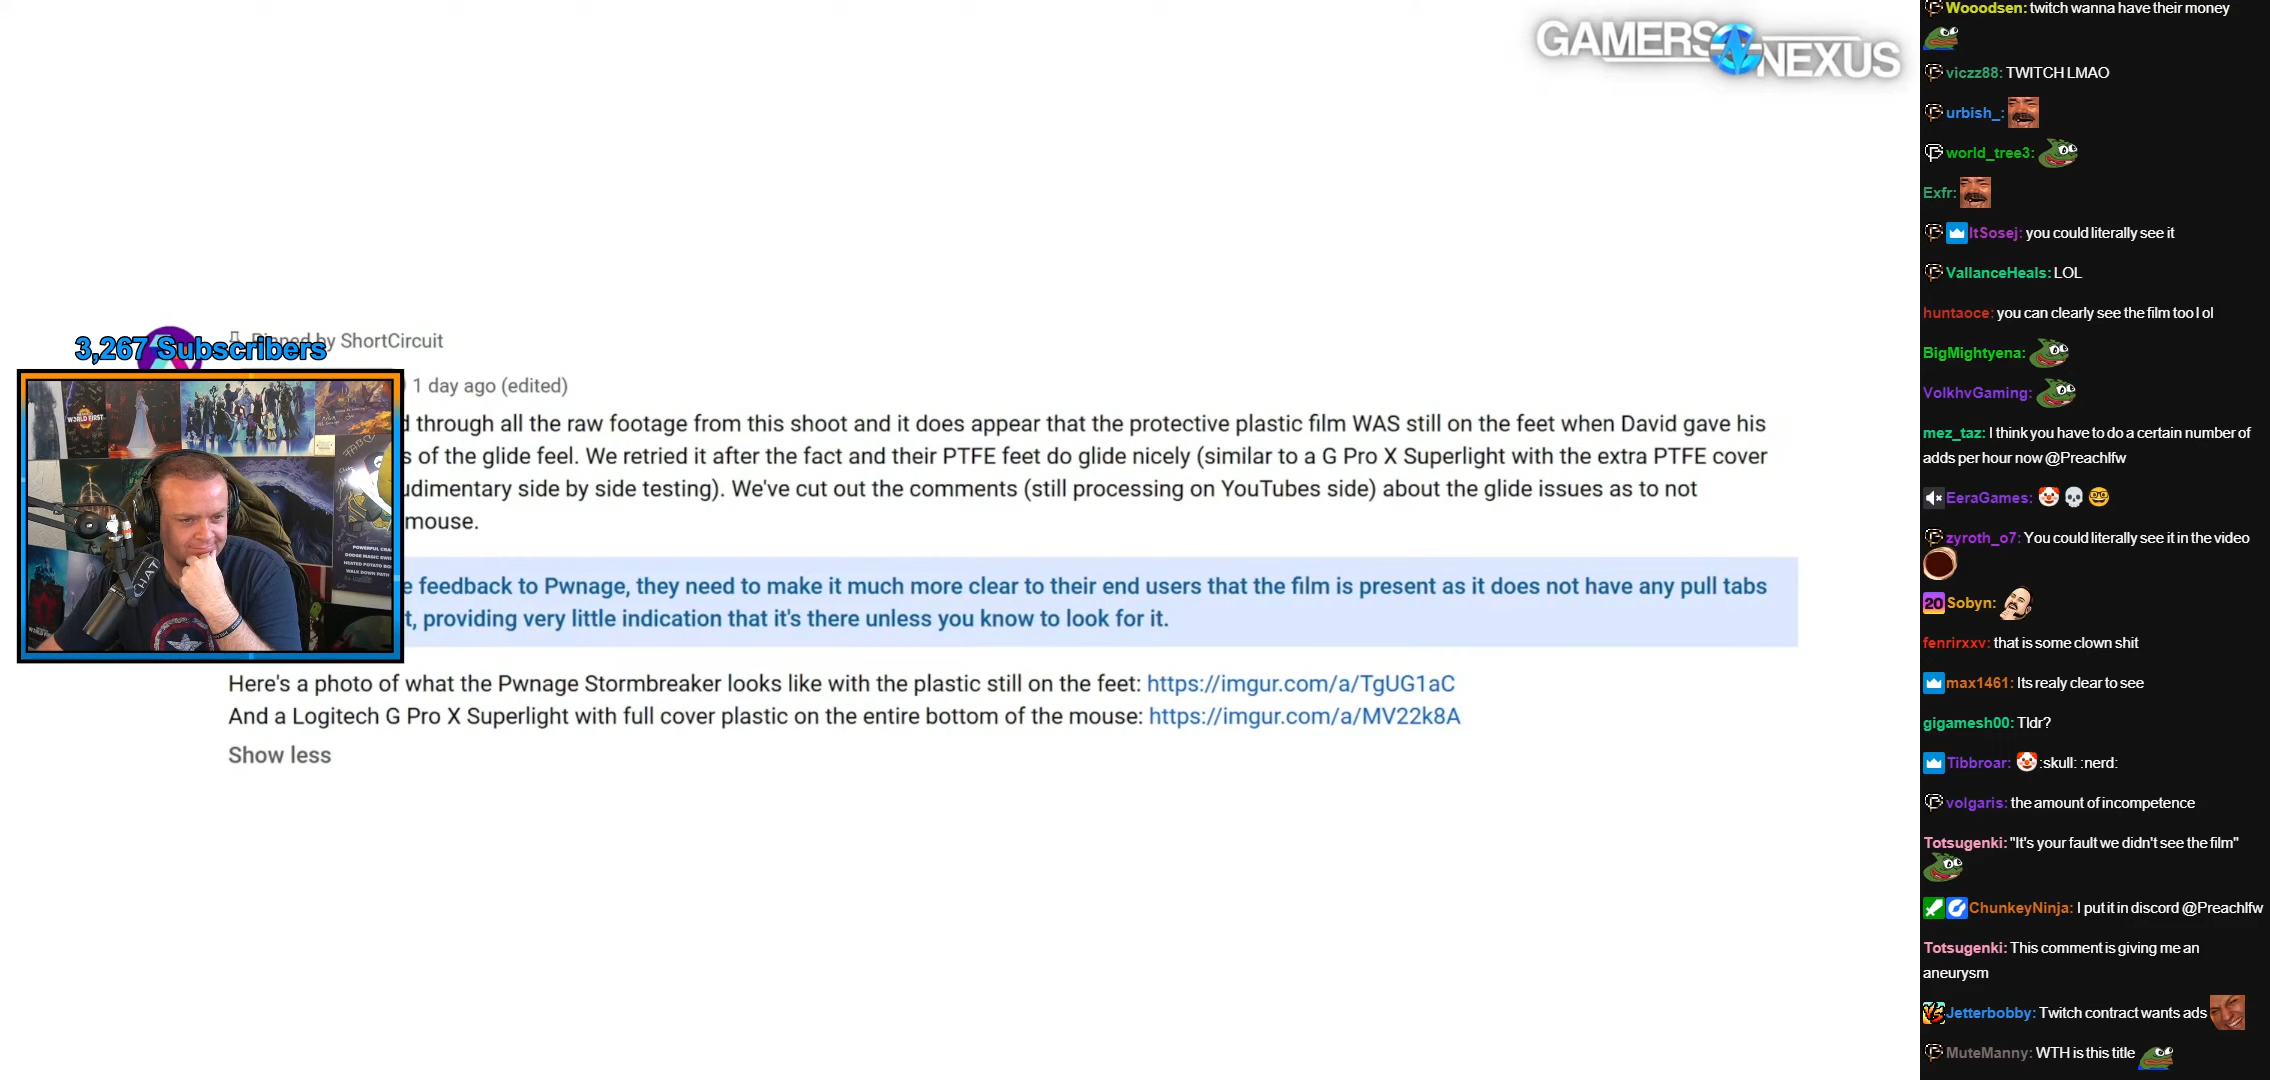 GAMERS NEXUS
3,267 Subscribers
Pinned by ShortCircuit
1 day ago (edited)
through all the raw footage from this shoot and it does appear that the protective plastic film WAS still on the feet when David gave his
of the glide feel. We retried it after the fact and their PTFE feet do glide nicely (similar to a G Pro X Superlight with the extra PTFE cover
side by side testing). We've cut out the comments (still processing on YouTubes side) about the glide issues as to not
mouse.
feedback to Pwnage, they need to make it much more clear to their end users that the film is present as it does not have any pull tabs
providing very little indication that it's there unless you know to look for it.
Here's a photo of what the Pwnage Stormbreaker looks like with the plastic still on the feet: https://imgur.com/a/TgUG1aC
And a Logitech G Pro X Superlight with full cover plastic on the entire bottom of the mouse: https://imgur.com/a/MV22k8A
Show less
WORLD FIRST
CHAT
Wooodsen: twitch wanna have their money
viczz88: TWITCH LMAO
urbish_:
world_tree3:
Exfr:
ItSosej: you could literally see it
VallanceHeals: LOL
huntaoce: you can clearly see the film too l ol
BigMightyena:
VolkhvGaming:
mez_taz: I think you have to do a certain number of
adds per hour now @Preachlfw
EeraGames:
zyroth_o7: You could literally see it in the video
20 Sobyn:
fenrirxxv: that is some clown shit
max1461: Its realy clear to see
gigamesh00: Tldr?
Tibbroar: :skull: :nerd:
volgaris: the amount of incompetence
Totsugenki: "It's your fault we didn't see the film"
ChunkeyNinja: I put it in discord @Preachlfw
Totsugenki: This comment is giving me an
aneurysm
Jetterbobby: Twitch contract wants ads
MuteManny: WTH is this title